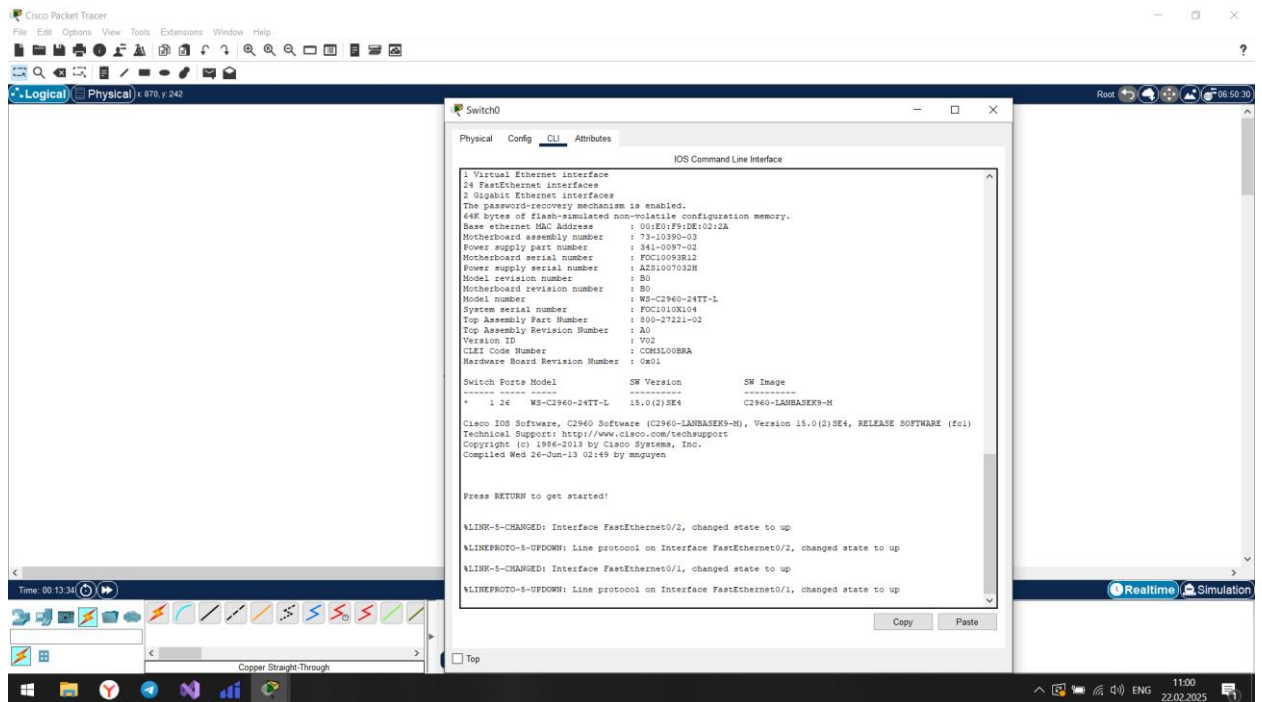 Cisco Packet Tracer
File Edit Options View Tools Extensions Window Help
?
Logical Physical x: 870, y: 242
Root 06:50:30
Switch0
Physical Config CLI Attributes
IOS Command Line Interface
1 Virtual Ethernet interface
24 FastEthernet interfaces
2 Gigabit Ethernet interfaces
The password-recovery mechanism is enabled.
64K bytes of flash-simulated non-volatile configuration memory.
Base ethernet MAC Address : 00:E0:F9:DE:02:2A
Motherboard assembly number : 73-10390-03
Power supply part number : 341-0097-02
Motherboard serial number : FOC10093R12
Power supply serial number : AZS1007032H
Model revision number : B0
Motherboard revision number : B0
Model number : WS-C2960-24TT-L
System serial number : FOC1010X104
Top Assembly Part Number : 800-27221-02
Top Assembly Revision Number : A0
Version ID : V02
CLEI Code Number : COM3L00BRA
Hardware Board Revision Number : 0x01
Switch Ports Model SW Version SW Image
------ ----- ----- ---------- ----------
* 1 26 WS-C2960-24TT-L 15.0(2)SE4 C2960-LANBASEK9-M
Cisco IOS Software, C2960 Software (C2960-LANBASEK9-M), Version 15.0(2)SE4, RELEASE SOFTWARE (fc1)
Technical Support: http://www.cisco.com/techsupport
Copyright (c) 1986-2013 by Cisco Systems, Inc.
Compiled Wed 26-Jun-13 02:49 by mnguyen
Press RETURN to get started!
%LINK-5-CHANGED: Interface FastEthernet0/2, changed state to up
%LINEPROTO-5-UPDOWN: Line protocol on Interface FastEthernet0/2, changed state to up
%LINK-5-CHANGED: Interface FastEthernet0/1, changed state to up
%LINEPROTO-5-UPDOWN: Line protocol on Interface FastEthernet0/1, changed state to up
Copy Paste
Top
Time: 00:13:34
Realtime Simulation
Copper Straight-Through
ENG
11:00
22.02.2025
1